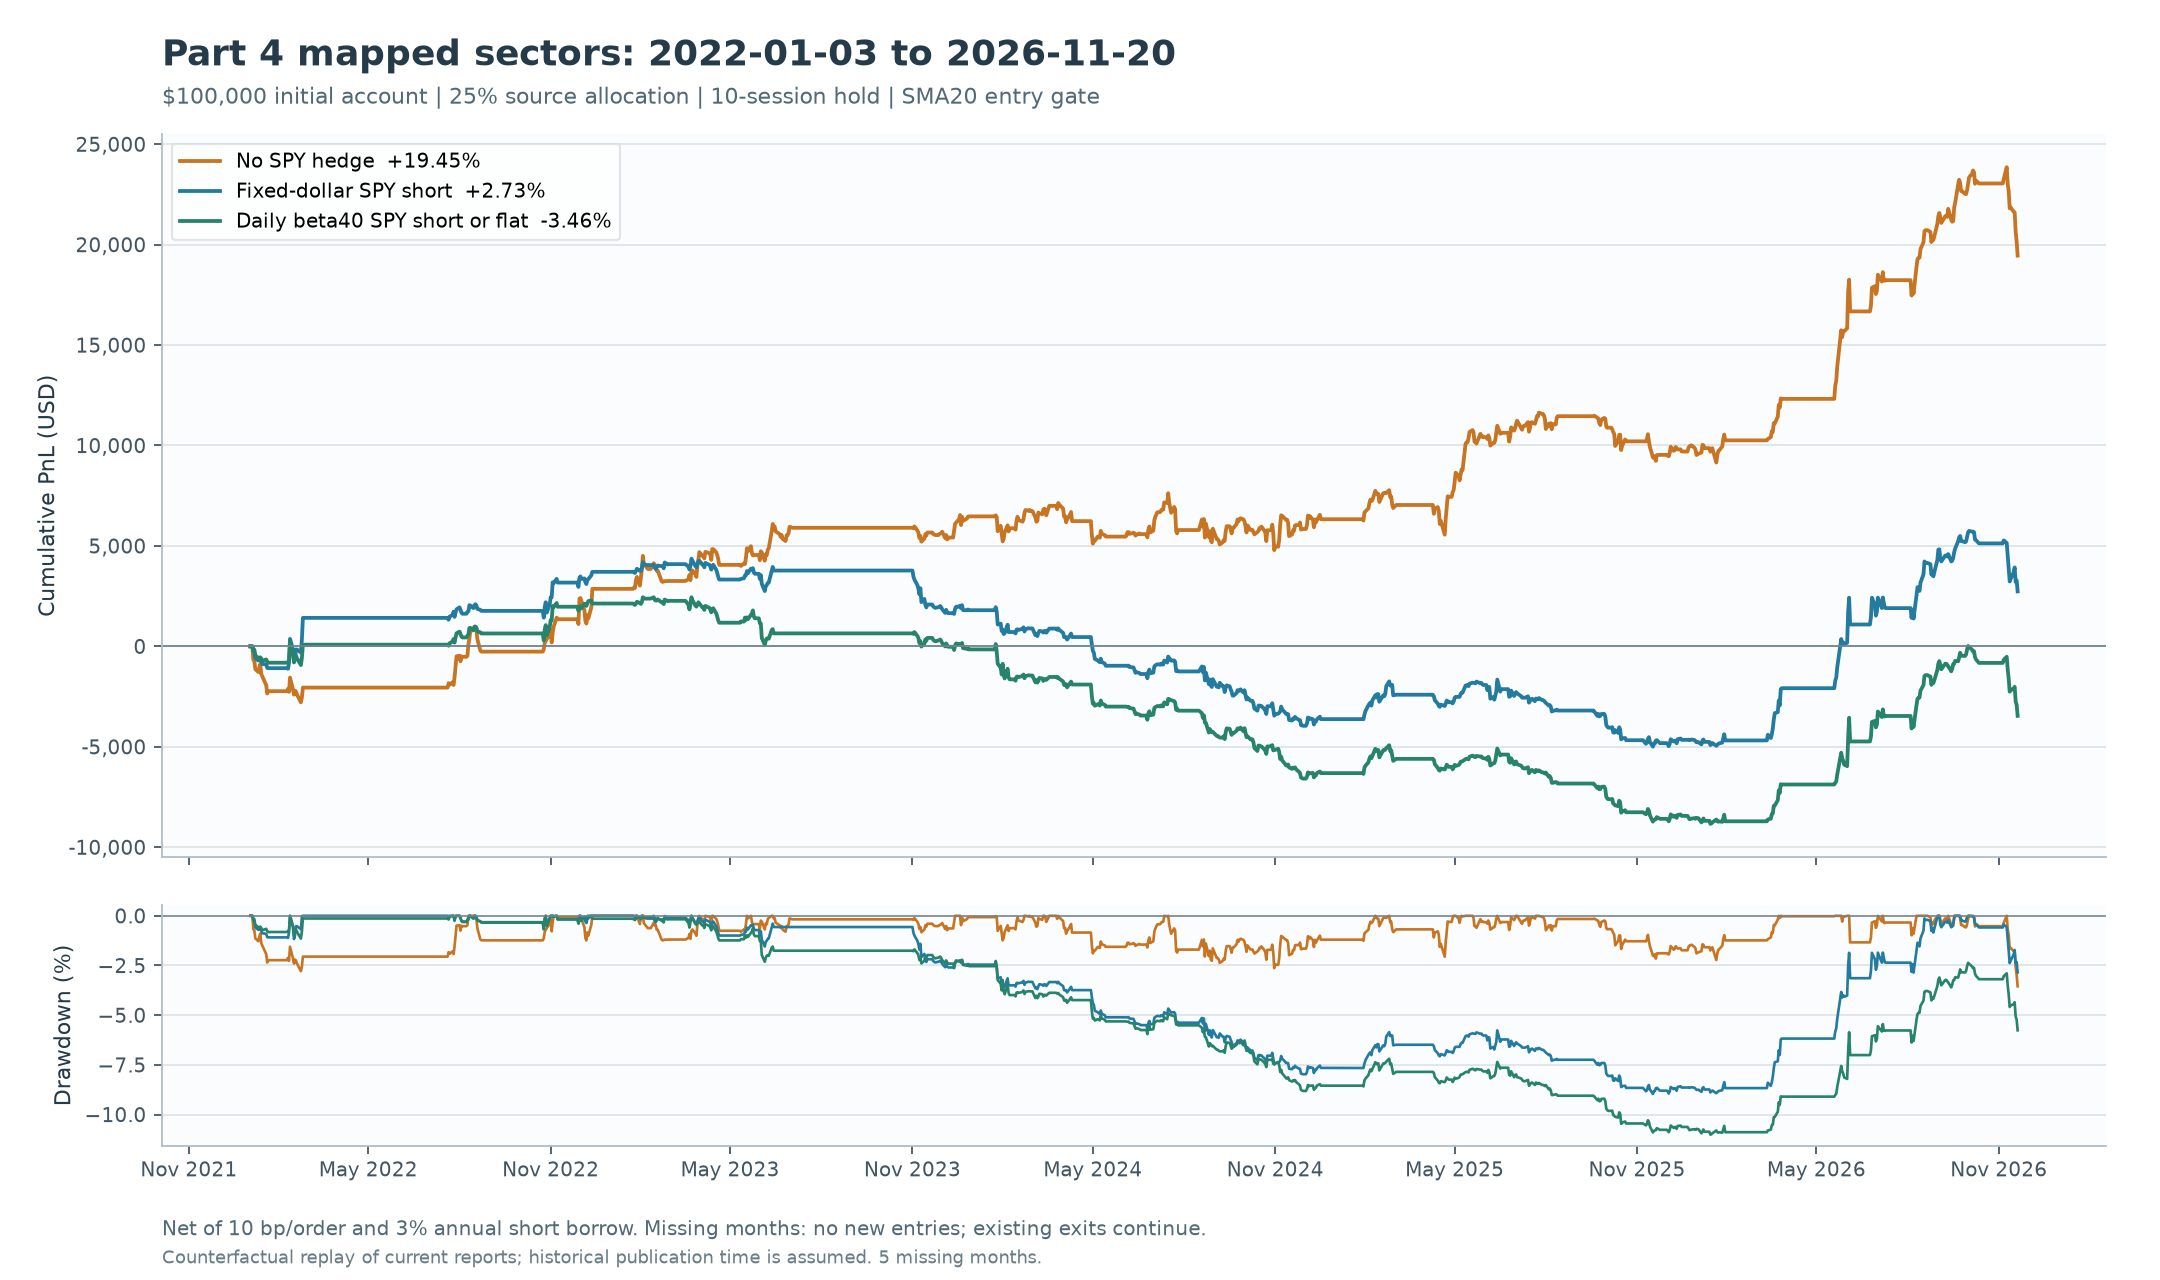 Part 4 mapped sectors: 2022-01-03 to 2026-11-20
$100,000 initial account | 25% source allocation | 10-session hold | SMA20 entry gate
Cumulative PnL (USD)
25,000
20,000
15,000
10,000
5,000
0
-5,000
-10,000
No SPY hedge +19.45%
Fixed-dollar SPY short +2.73%
Daily beta40 SPY short or flat -3.46%
Drawdown (%)
0.0
−2.5
−5.0
−7.5
−10.0
Nov 2021 May 2022 Nov 2022 May 2023 Nov 2023 May 2024 Nov 2024 May 2025 Nov 2025 May 2026 Nov 2026
Net of 10 bp/order and 3% annual short borrow. Missing months: no new entries; existing exits continue.
Counterfactual replay of current reports; historical publication time is assumed. 5 missing months.